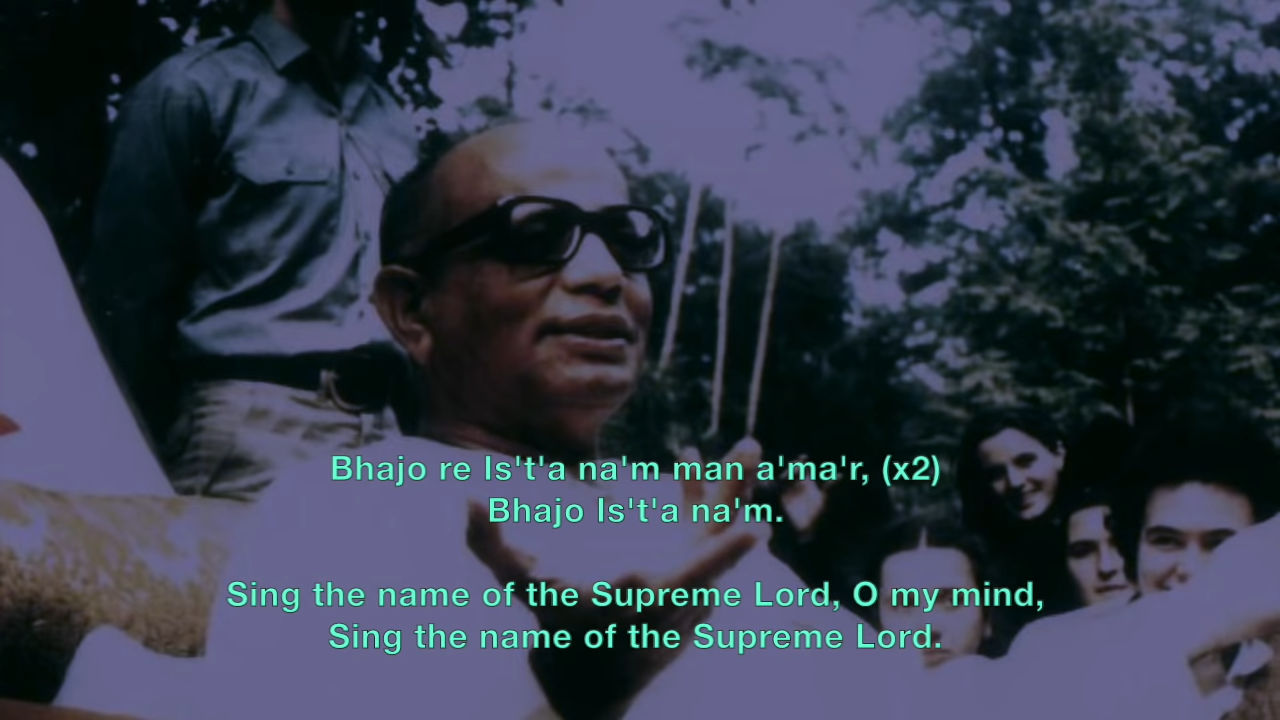 Bhajo re Is't'a na'm man a'ma'r, (x2)
Bhajo Is't'a na'm.
Sing the name of the Supreme Lord, O my mind,
Sing the name of the Supreme Lord.